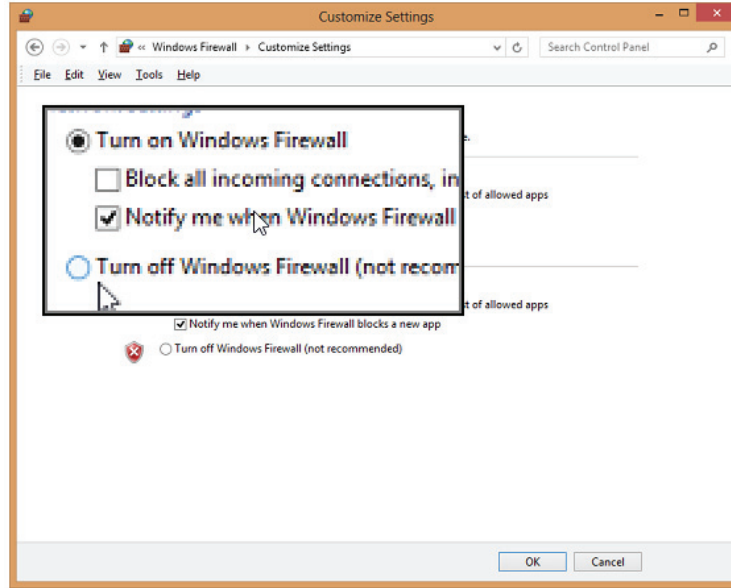 Customize Settings
« Windows Firewall Customize Settings
Search Control Panel
File Edit View Tools Help
Turn on Windows Firewall
Block all incoming connections, in
st of allowed apps
Notify me when Windows Firewall
Turn off Windows Firewall (not recom
st of allowed apps
Notify me when Windows Firewall blocks a new app
Turn off Windows Firewall (not recommended)
OK Cancel